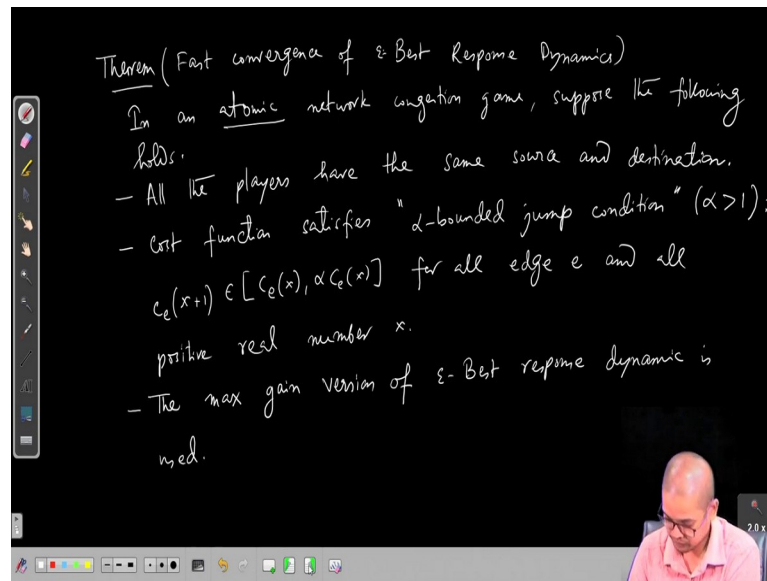 Theorem (Fast convergence of ε-Best Response Dynamics)
In an atomic network congestion game, suppose the following
holds.
- All the players have the same source and destination.
- Cost function satisfies "α-bounded jump condition" (α>1):
c_e(x+1) ∈ [c_e(x), αc_e(x)] for all edge e and all
positive real number x.
- The max gain version of ε-Best response dynamic is
used.
2.0 x